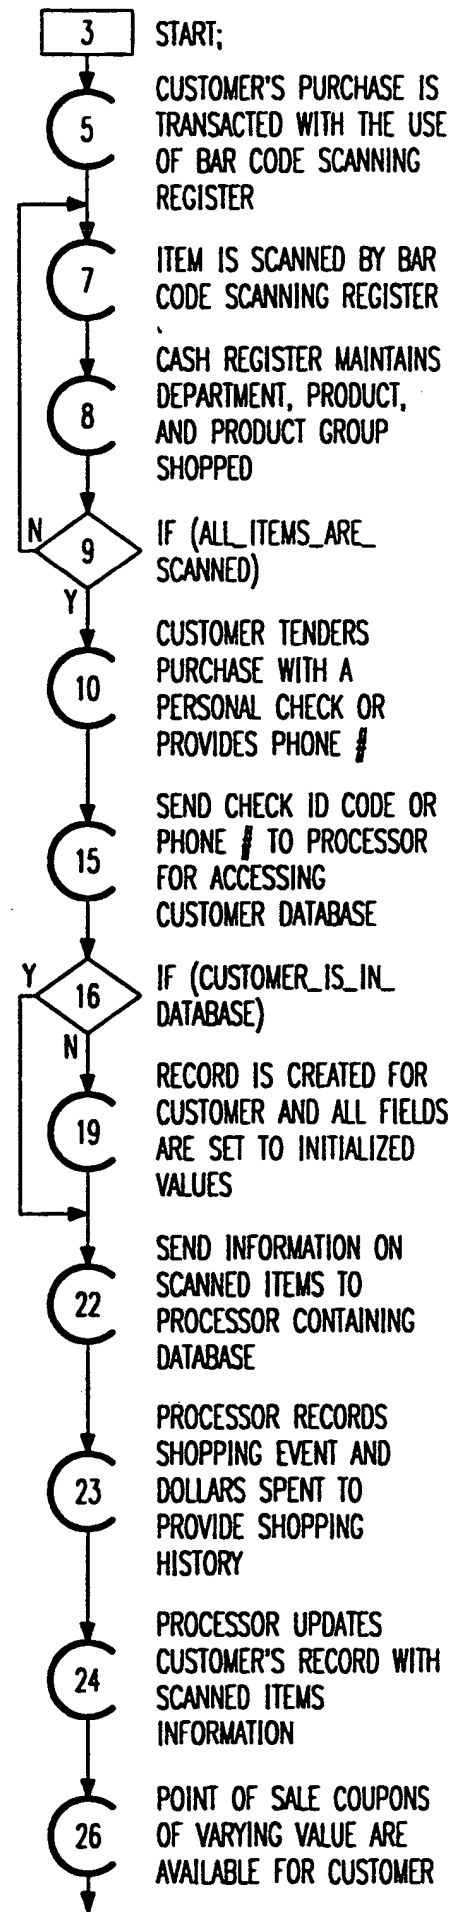 3 START;
5 CUSTOMER'S PURCHASE IS
TRANSACTED WITH THE USE
OF BAR CODE SCANNING
REGISTER
7 ITEM IS SCANNED BY BAR
CODE SCANNING REGISTER
8 CASH REGISTER MAINTAINS
DEPARTMENT, PRODUCT,
AND PRODUCT GROUP
SHOPPED
N 9 IF (ALL_ITEMS_ARE_
SCANNED)
Y
10 CUSTOMER TENDERS
PURCHASE WITH A
PERSONAL CHECK OR
PROVIDES PHONE #
15 SEND CHECK ID CODE OR
PHONE # TO PROCESSOR
FOR ACCESSING
CUSTOMER DATABASE
Y 16 IF (CUSTOMER_IS_IN_
DATABASE)
N
19 RECORD IS CREATED FOR
CUSTOMER AND ALL FIELDS
ARE SET TO INITIALIZED
VALUES
22 SEND INFORMATION ON
SCANNED ITEMS TO
PROCESSOR CONTAINING
DATABASE
23 PROCESSOR RECORDS
SHOPPING EVENT AND
DOLLARS SPENT TO
PROVIDE SHOPPING
HISTORY
24 PROCESSOR UPDATES
CUSTOMER'S RECORD WITH
SCANNED ITEMS
INFORMATION
26 POINT OF SALE COUPONS
OF VARYING VALUE ARE
AVAILABLE FOR CUSTOMER